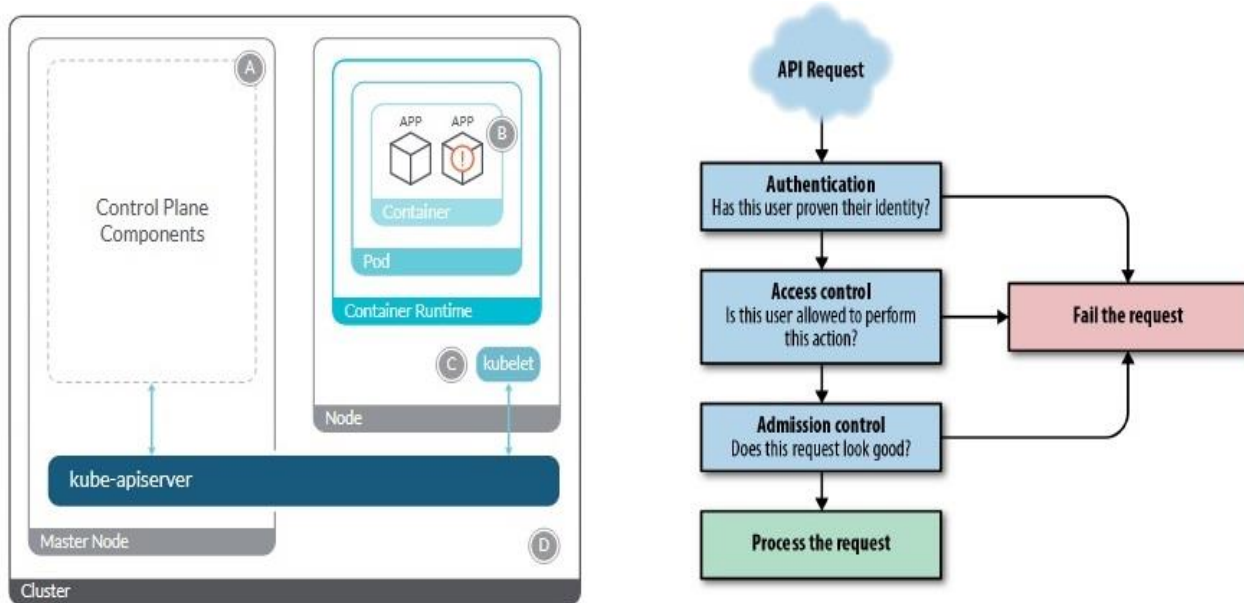 A
Control Plane
Components
APP APP
B
Container
Pod
Container Runtime
C
kubelet
Node
kube-apiserver
Master Node
D
Cluster
API Request
Authentication
Has this user proven their identity?
Access control
Is this user allowed to perform
this action?
Fail the request
Admission control
Does this request look good?
Process the request